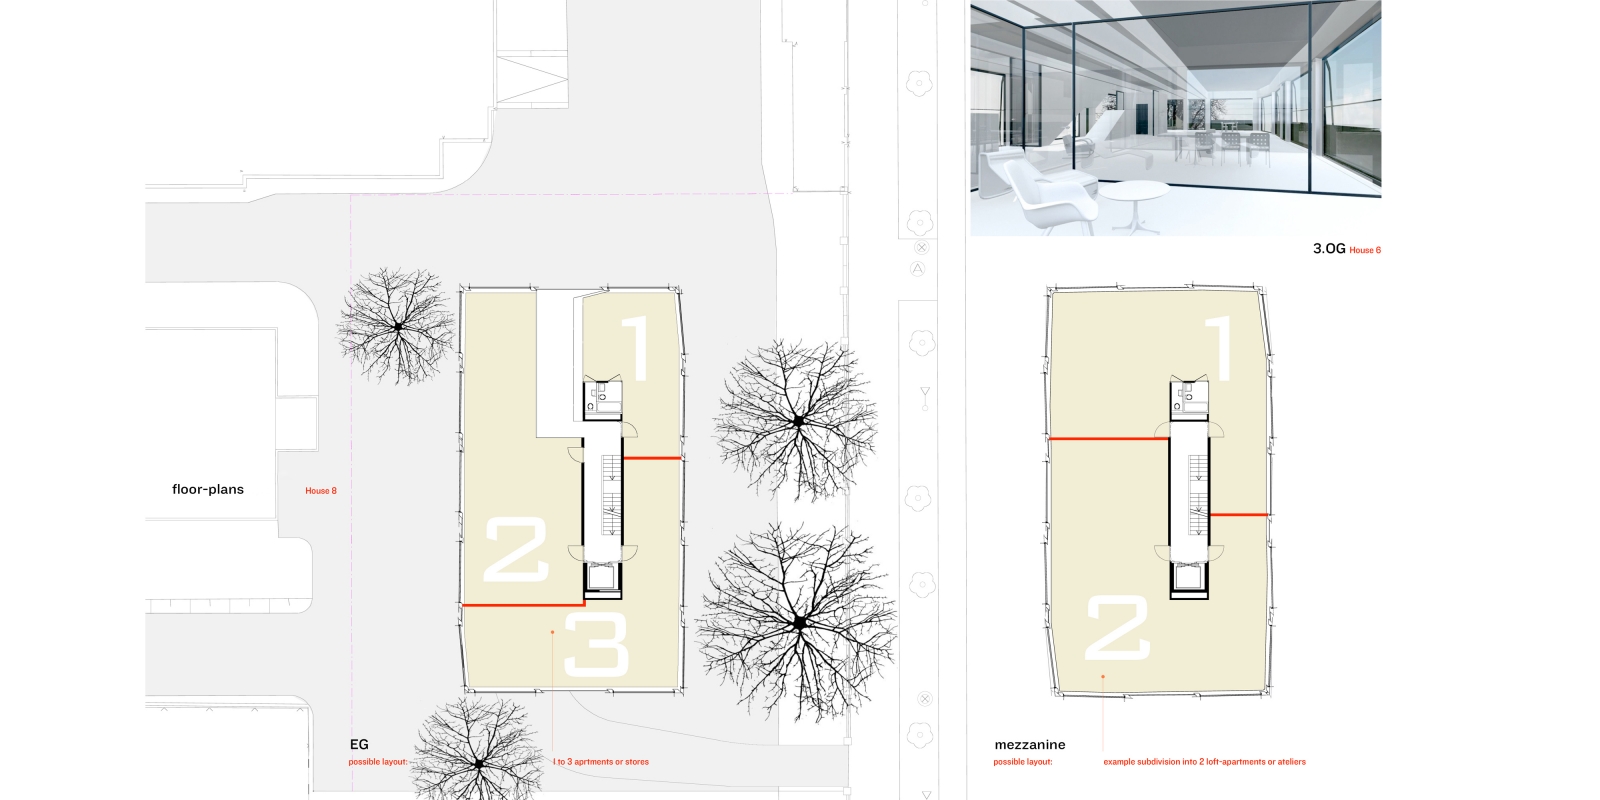 3.OG House 6
1
2
3
1
2
floor-plans
House 8
EG
possible layout:
1 to 3 aprtments or stores
mezzanine
possible layout:
example subdivision into 2 loft-apartments or ateliers